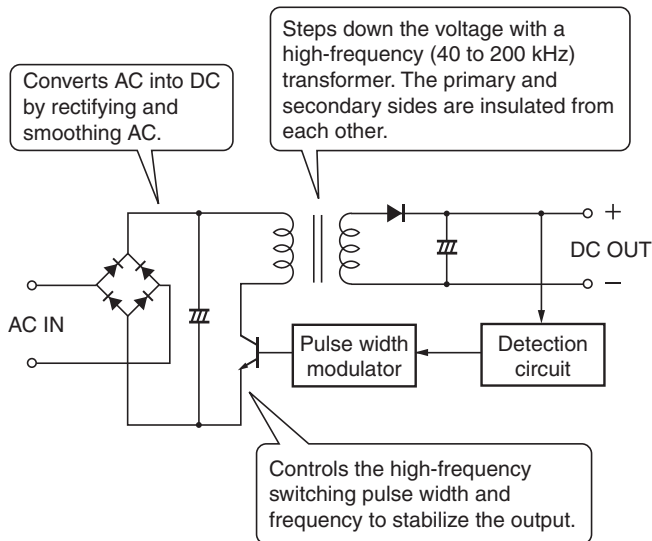 Steps down the voltage with a
high-frequency (40 to 200 kHz)
transformer. The primary and
secondary sides are insulated from
each other.
Converts AC into DC
by rectifying and
smoothing AC.
+
DC OUT
−
AC IN
Pulse width
modulator
Detection
circuit
Controls the high-frequency
switching pulse width and
frequency to stabilize the output.